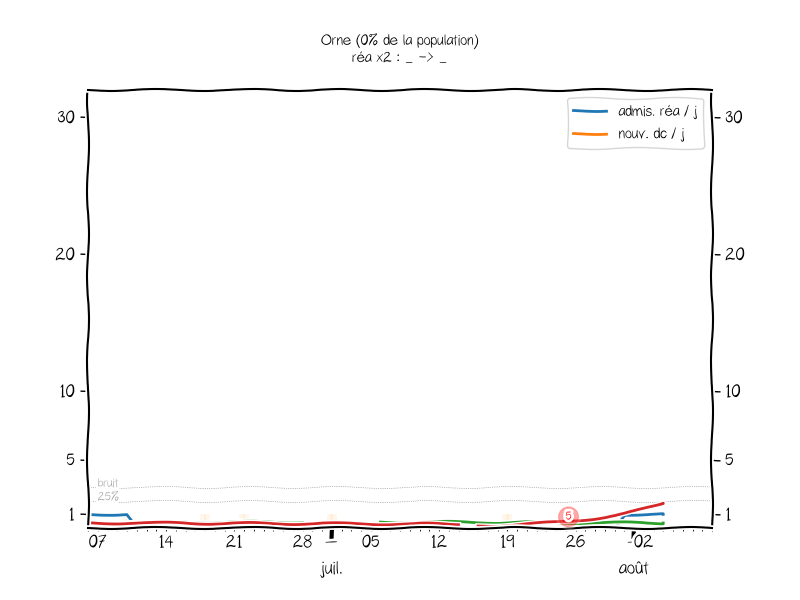 Orne (0% de la population)
réa x2 : _ -> _
admis. réa / j
nouv. dc / j
30
30
20
20
10
10
5
5
bruit
25%
1
1
5
07 14 21 28 05 12 19 26 02
juil. août